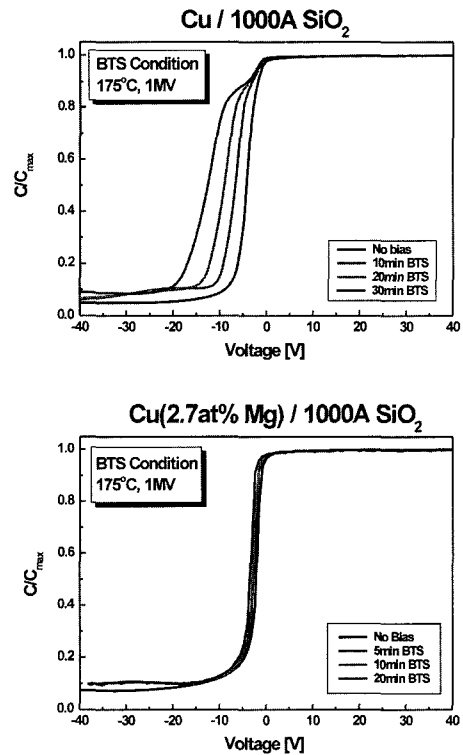 Cu / 1000A SiO2
BTS Condition
175°C, 1MV
1.0
0.8
0.6
0.4
0.2
0.0
C/Cmax
No bias
10min BTS
20min BTS
30min BTS
-40 -30 -20 -10 0 10 20 30 40
Voltage [V]
Cu(2.7at% Mg) / 1000A SiO2
BTS Condition
175°C, 1MV
1.0
0.8
0.6
0.4
0.2
0.0
C/Cmax
No Bias
5min BTS
10min BTS
20min BTS
-40 -30 -20 -10 0 10 20 30 40
Voltage [V]